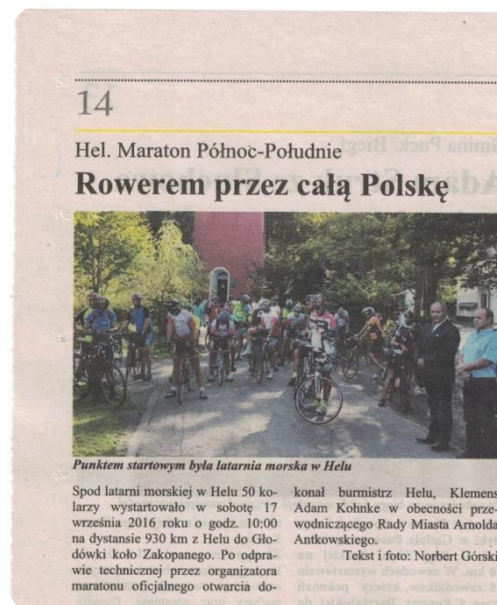 14
Hel. Maraton Północ-Południe
Rowerem przez całą Polskę
Punktem startowym była latarnia morska w Helu
Spod latarni morskiej w Helu 50 ko-
larzy wystartowało w sobotę 17
września 2016 roku o godz. 10:00
na dystansie 930 km z Helu do Gło-
dówki koło Zakopanego. Po odpra-
wie technicznej przez organizatora
maratonu oficjalnego otwarcia do-
konał burmistrz Helu, Klemens
Adam Kohnke w obecności prze-
wodniczącego Rady Miasta Arnolda
Antkowskiego.
Tekst i foto: Norbert Górski